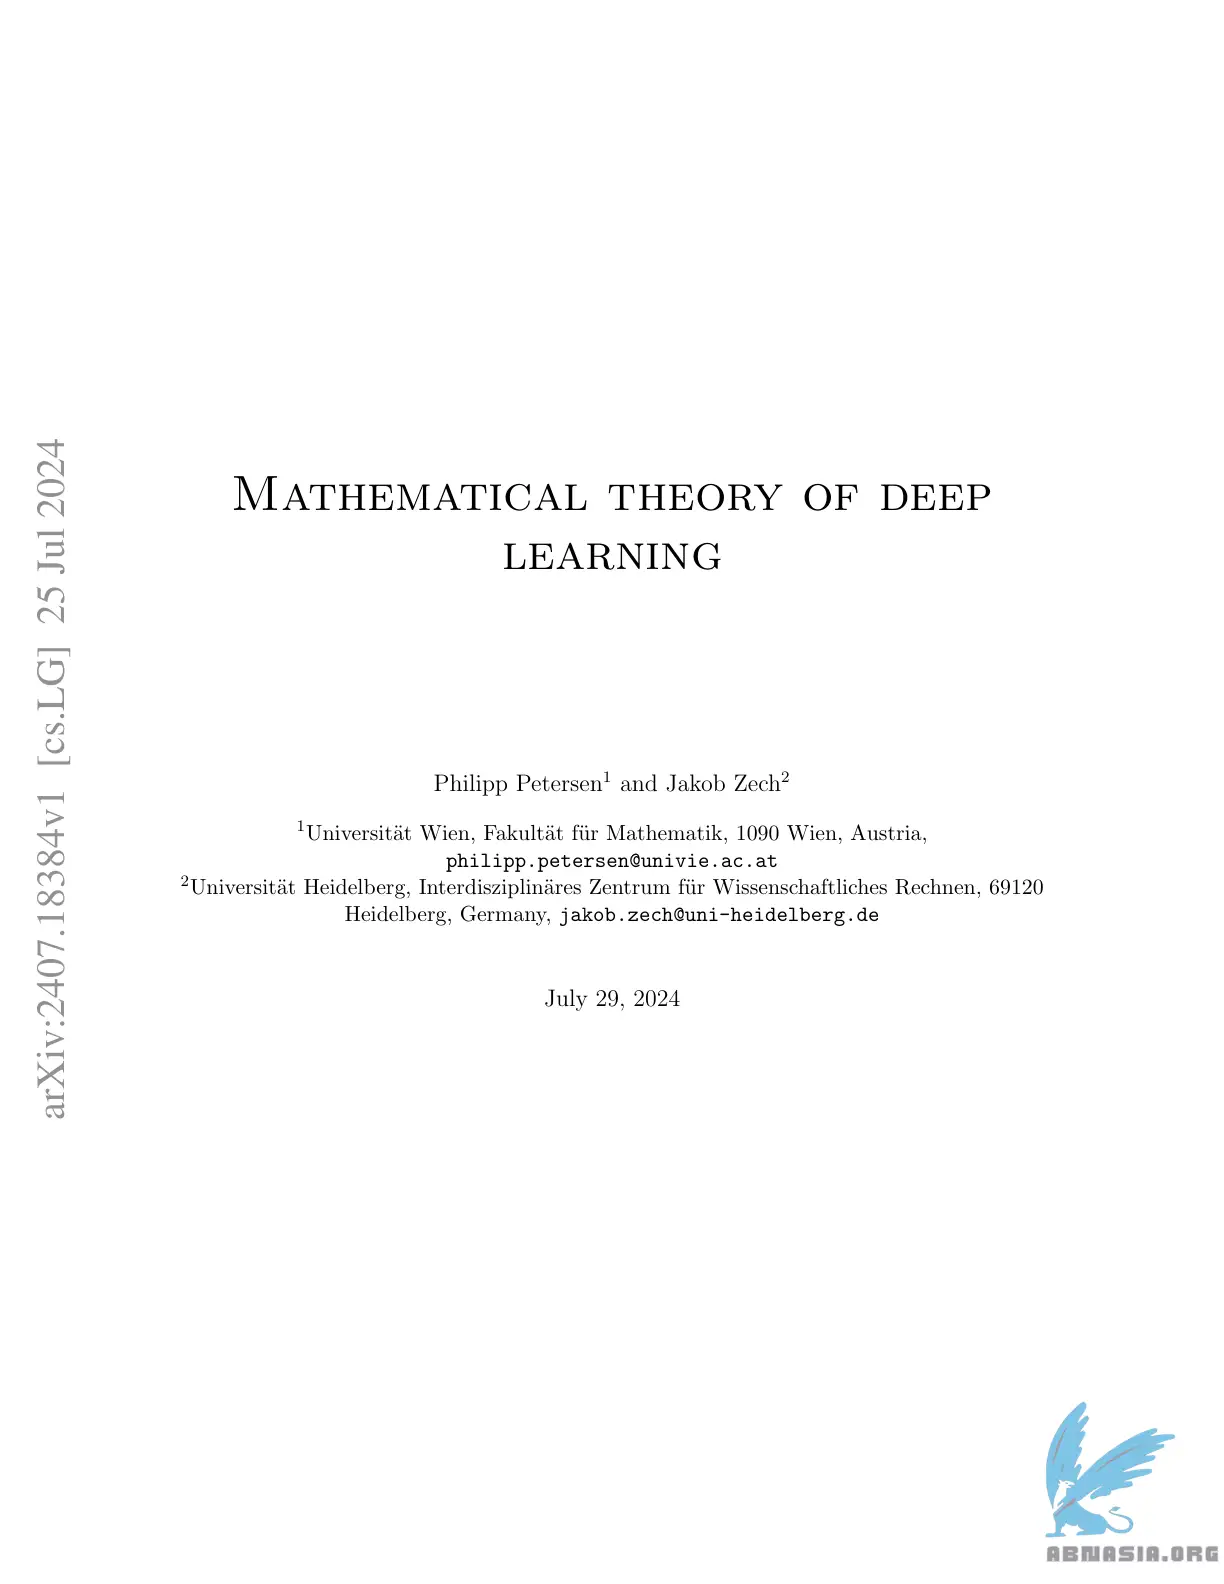 Mathematical theory of deep
learning
Philipp Petersen¹ and Jakob Zech²
¹Universität Wien, Fakultät für Mathematik, 1090 Wien, Austria,
philipp.petersen@univie.ac.at
²Universität Heidelberg, Interdisziplinäres Zentrum für Wissenschaftliches Rechnen, 69120
Heidelberg, Germany, jakob.zech@uni-heidelberg.de
July 29, 2024
arXiv:2407.18384v1 [cs.LG] 25 Jul 2024
ABNASIA.ORG